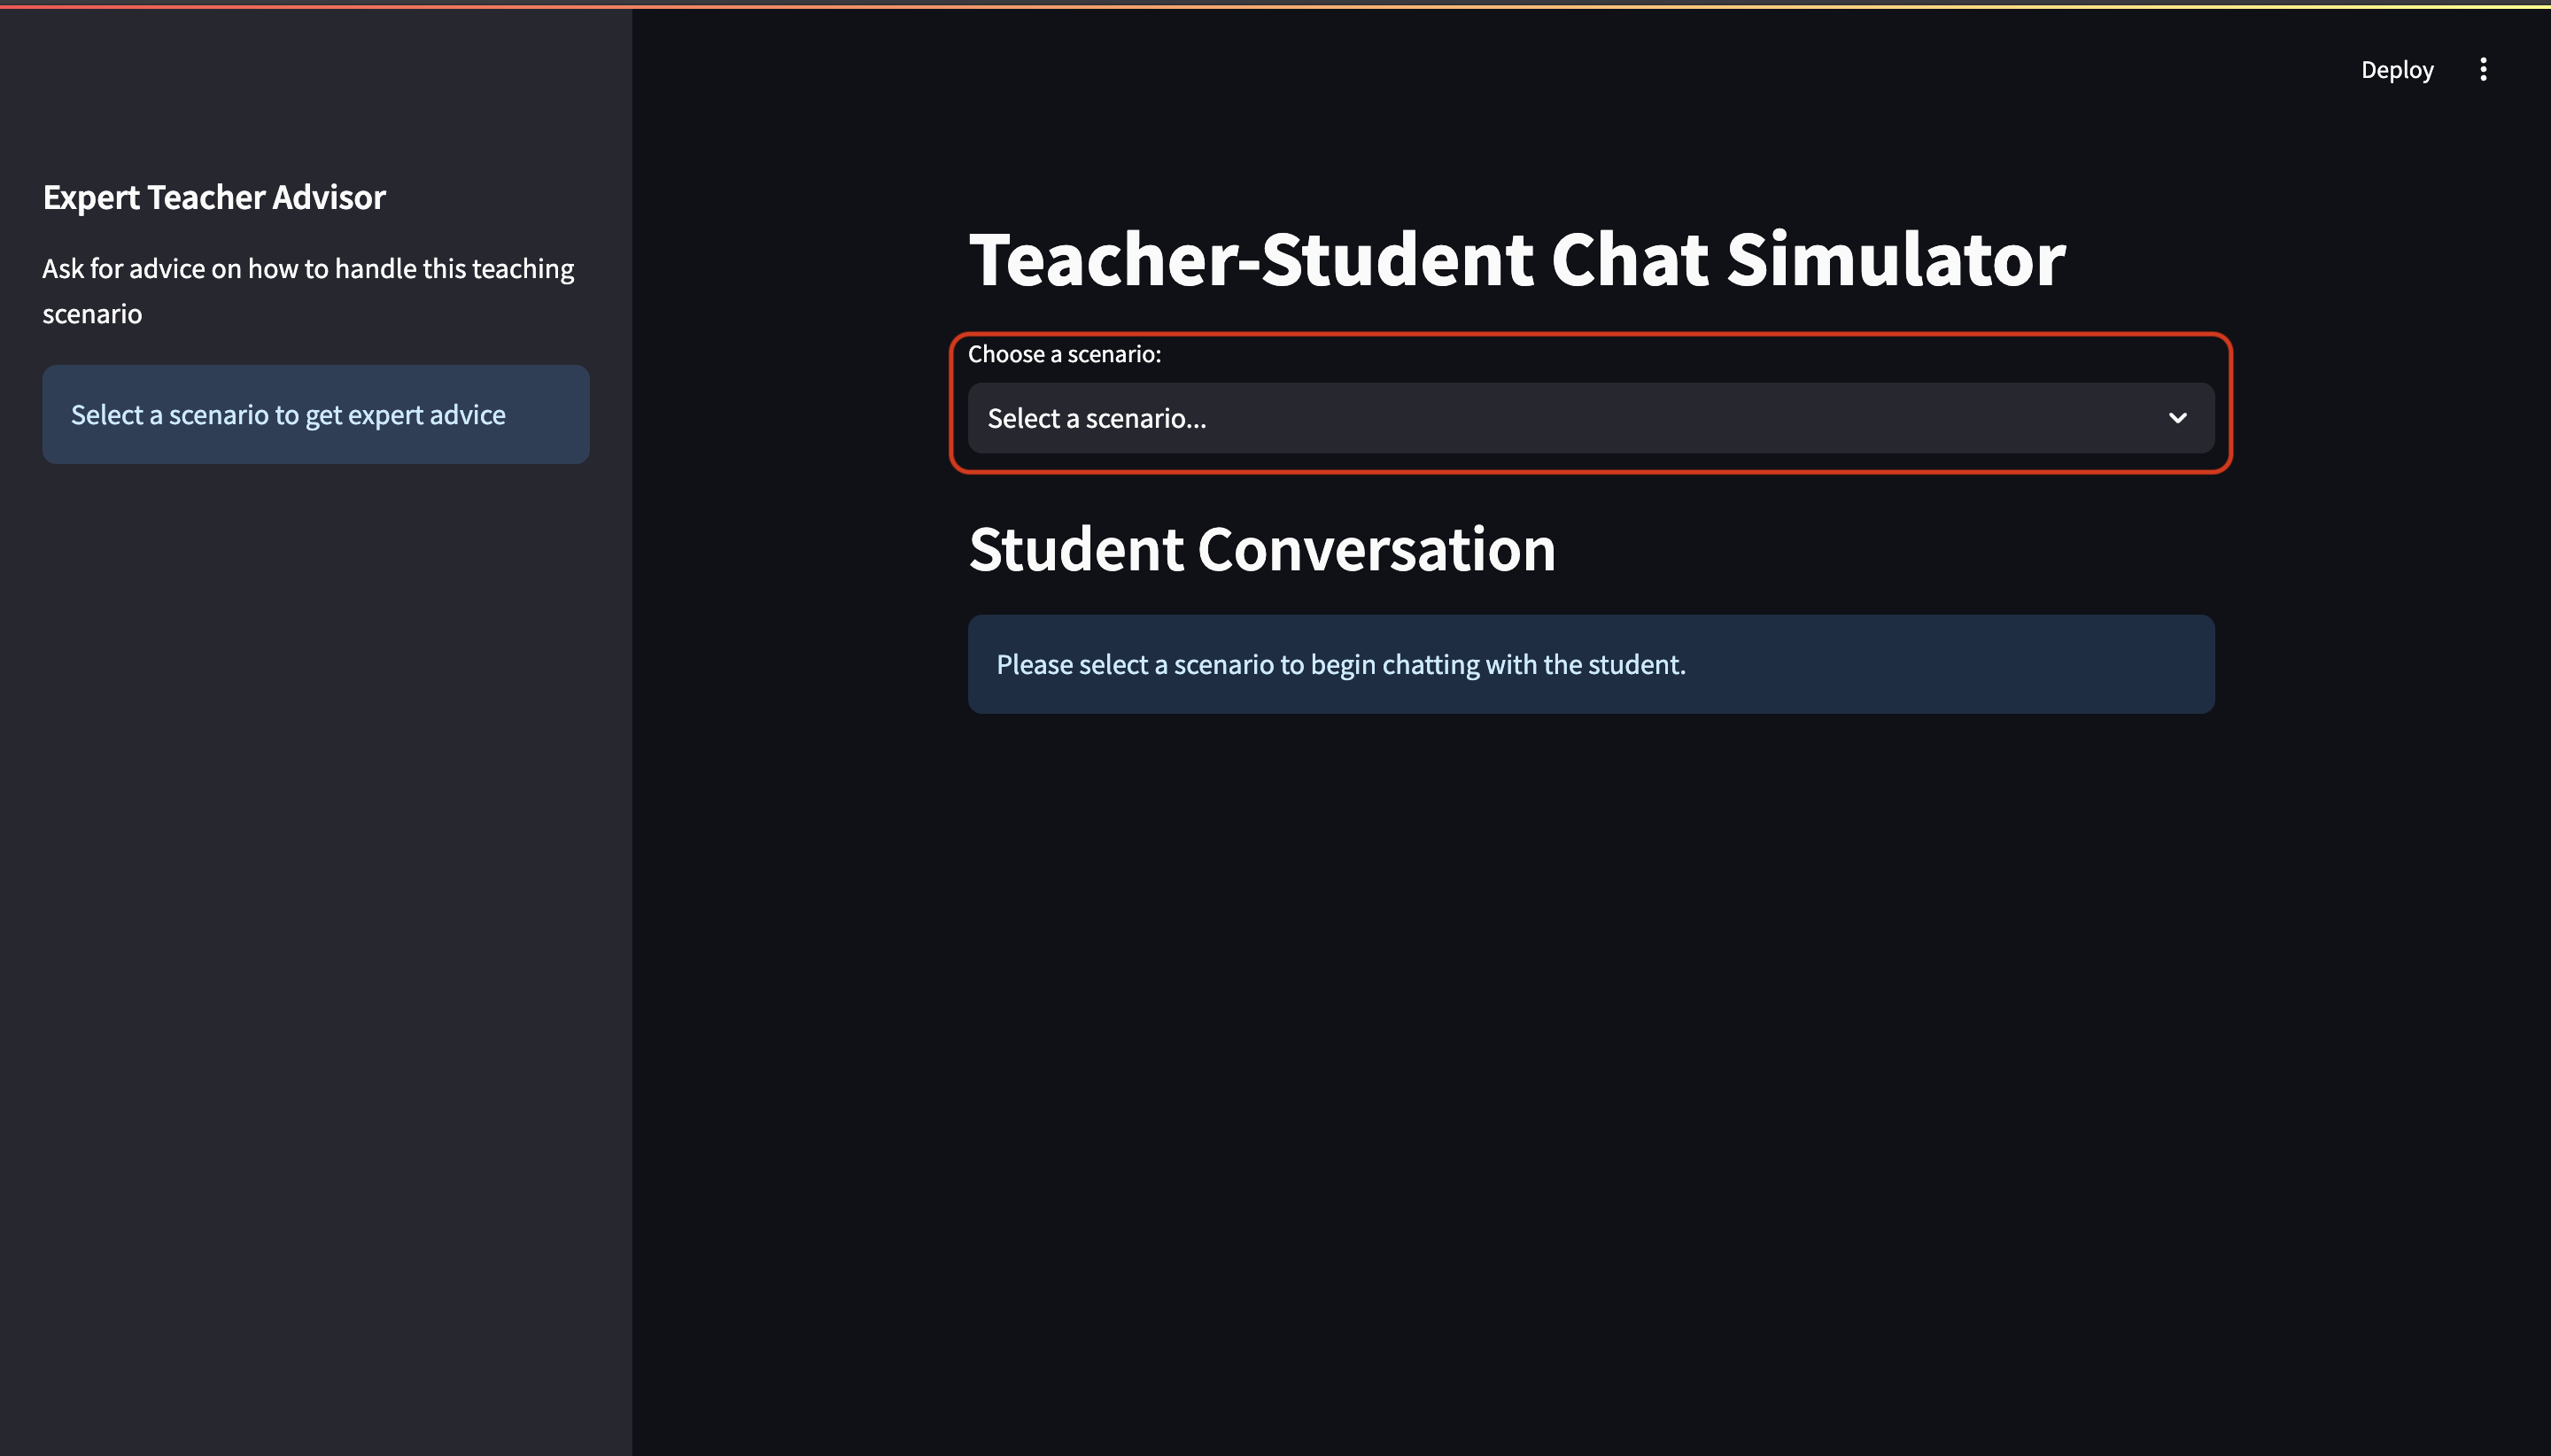 Deploy
Expert Teacher Advisor
Ask for advice on how to handle this teaching
scenario
Select a scenario to get expert advice
Teacher-Student Chat Simulator
Choose a scenario:
Select a scenario...
Student Conversation
Please select a scenario to begin chatting with the student.